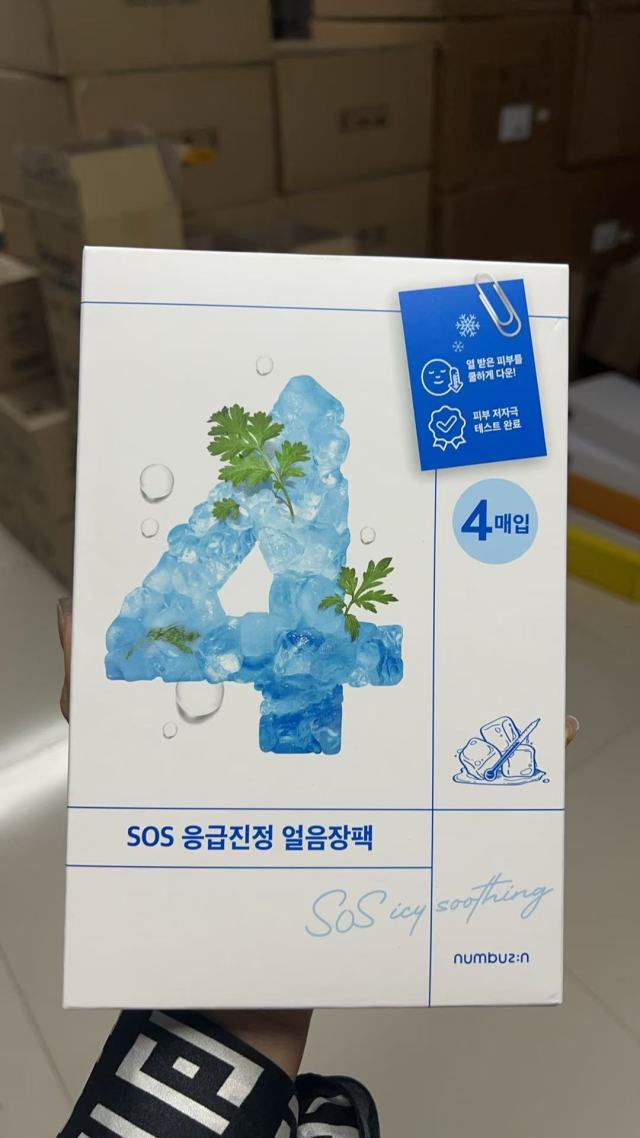 열 받은 피부를
쿨하게 다운!
피부 저자극
테스트 완료
4매입
4
SOS 응급진정 얼음장팩
SOS icy soothing
numbuz:n